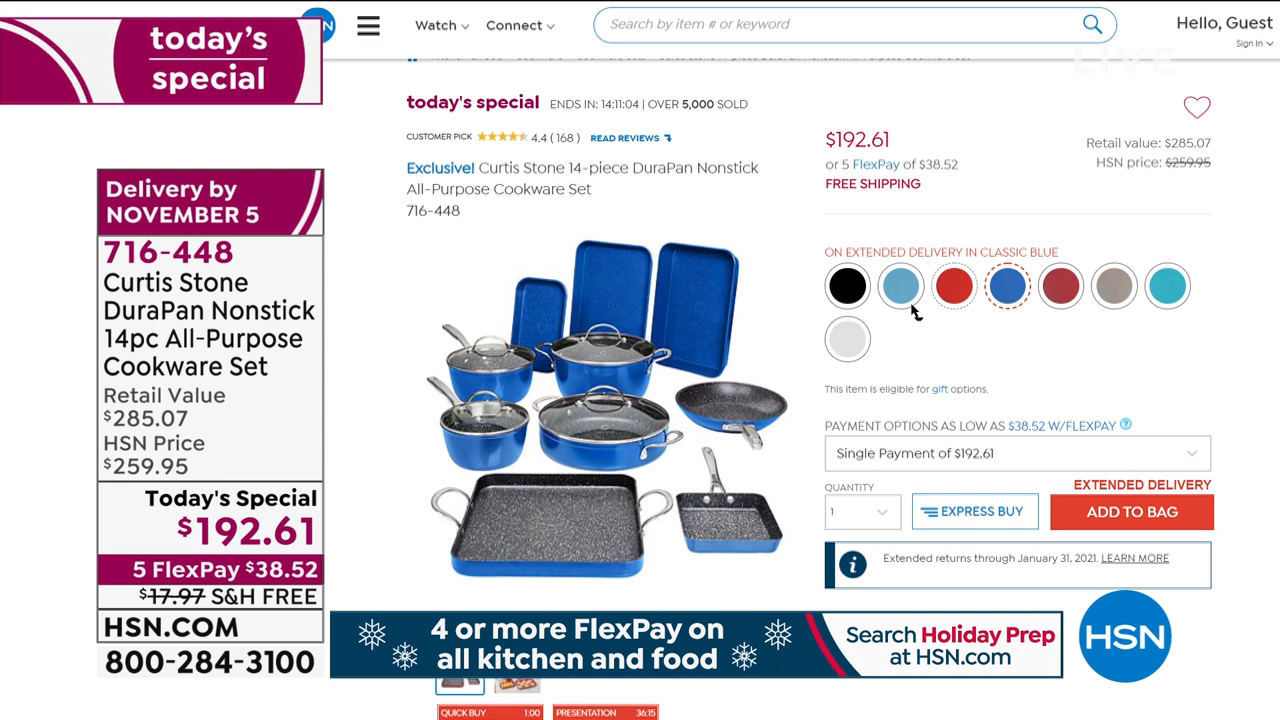 today's
special
Watch
Connect
Search by item # or keyword
Hello, Guest
Sign In
LIVE
today's special ENDS IN: 14:11:04 | OVER 5,000 SOLD
CUSTOMER PICK 4.4 ( 168 ) READ REVIEWS
Exclusive! Curtis Stone 14-piece DuraPan Nonstick
All-Purpose Cookware Set
716-448
$192.61
or 5 FlexPay of $38.52
FREE SHIPPING
Retail value: $285.07
HSN price: $259.95
ON EXTENDED DELIVERY IN CLASSIC BLUE
This item is eligible for gift options.
PAYMENT OPTIONS AS LOW AS $38.52 W/FLEXPAY ?
Single Payment of $192.61
EXTENDED DELIVERY
QUANTITY
1
EXPRESS BUY
ADD TO BAG
i Extended returns through January 31, 2021. LEARN MORE
Delivery by
NOVEMBER 5
716-448
Curtis Stone
DuraPan Nonstick
14pc All-Purpose
Cookware Set
Retail Value
$285.07
HSN Price
$259.95
Today's Special
$192.61
5 FlexPay $38.52
$17.97 S&H FREE
HSN.COM
800-284-3100
4 or more FlexPay on
all kitchen and food
Search Holiday Prep
at HSN.com
HSN
QUICK BUY 1:00
PRESENTATION 36:15